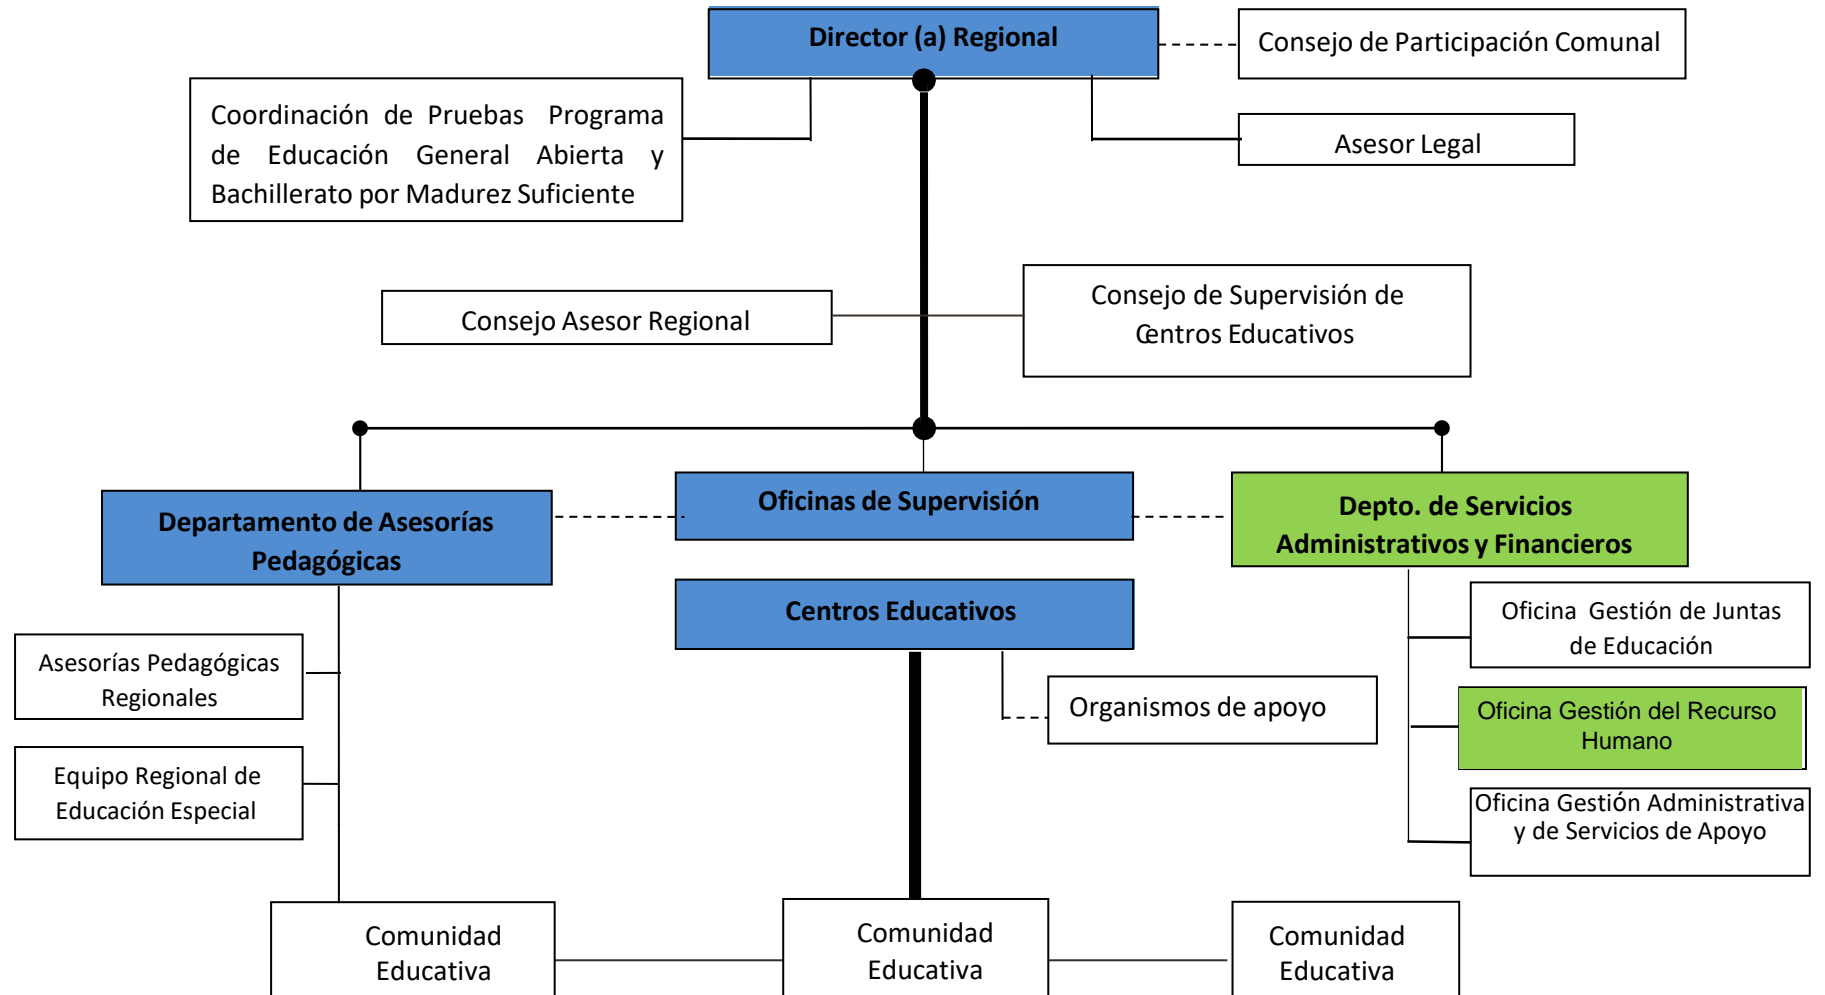 Director (a) Regional
Consejo de Participación Comunal
Coordinación de Pruebas Programa
de Educación General Abierta y
Bachillerato por Madurez Suficiente
Asesor Legal
Consejo Asesor Regional
Consejo de Supervisión de
Centros Educativos
Departamento de Asesorías
Pedagógicas
Oficinas de Supervisión
Depto. de Servicios
Administrativos y Financieros
Centros Educativos
Asesorías Pedagógicas
Regionales
Equipo Regional de
Educación Especial
Organismos de apoyo
Oficina Gestión de Juntas
de Educación
Oficina Gestión del Recurso
Humano
Oficina Gestión Administrativa
y de Servicios de Apoyo
Comunidad
Educativa
Comunidad
Educativa
Comunidad
Educativa